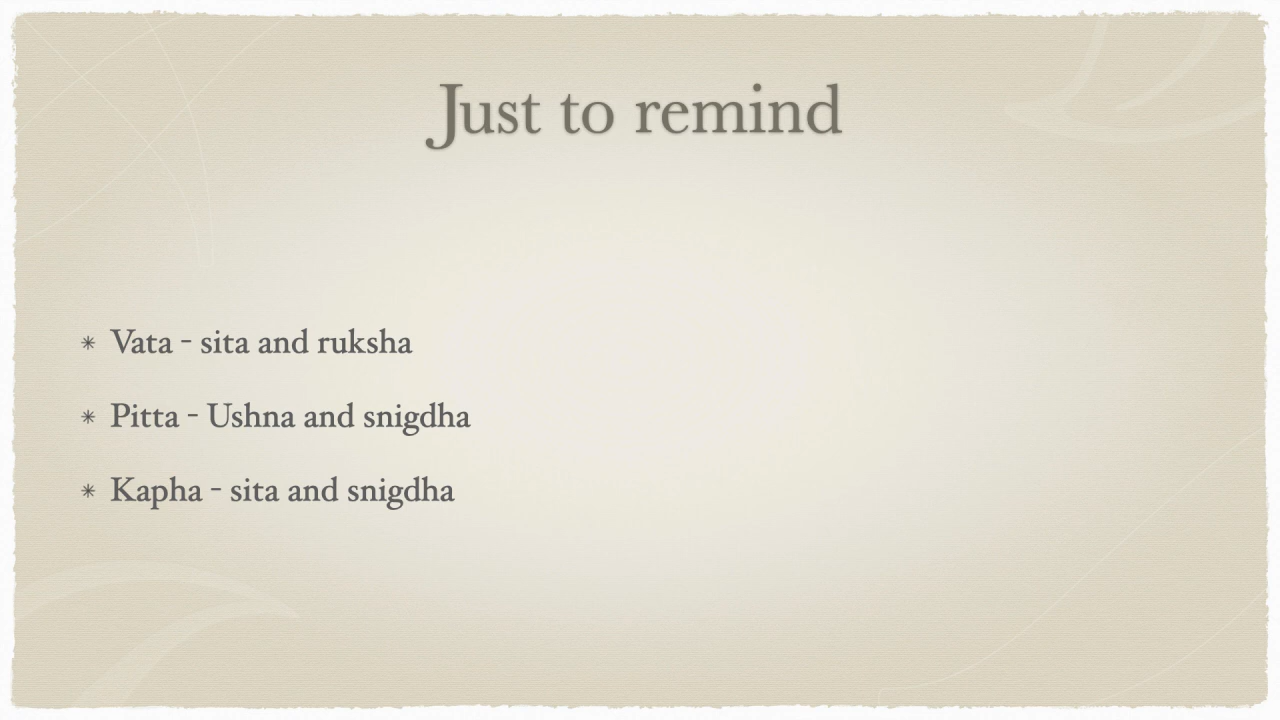 Just to remind
Vata - sita and ruksha
Pitta - Ushna and snigdha
Kapha - sita and snigdha